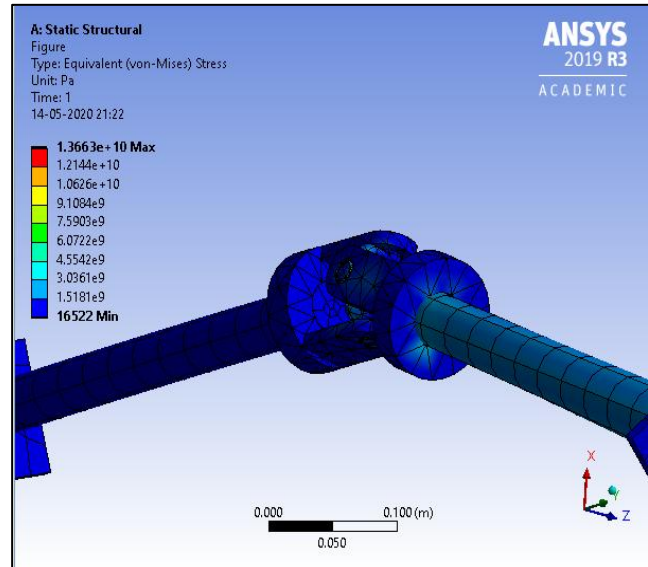 A: Static Structural
Figure
Type: Equivalent (von-Mises) Stress
Unit: Pa
Time: 1
14-05-2020 21:22
ANSYS
2019 R3
ACADEMIC
1.3663e+10 Max
1.2144e+10
1.0626e+10
9.1084e9
7.5903e9
6.0722e9
4.5542e9
3.0361e9
1.5181e9
16522 Min
0.000
0.100 (m)
0.050
X
Y
Z